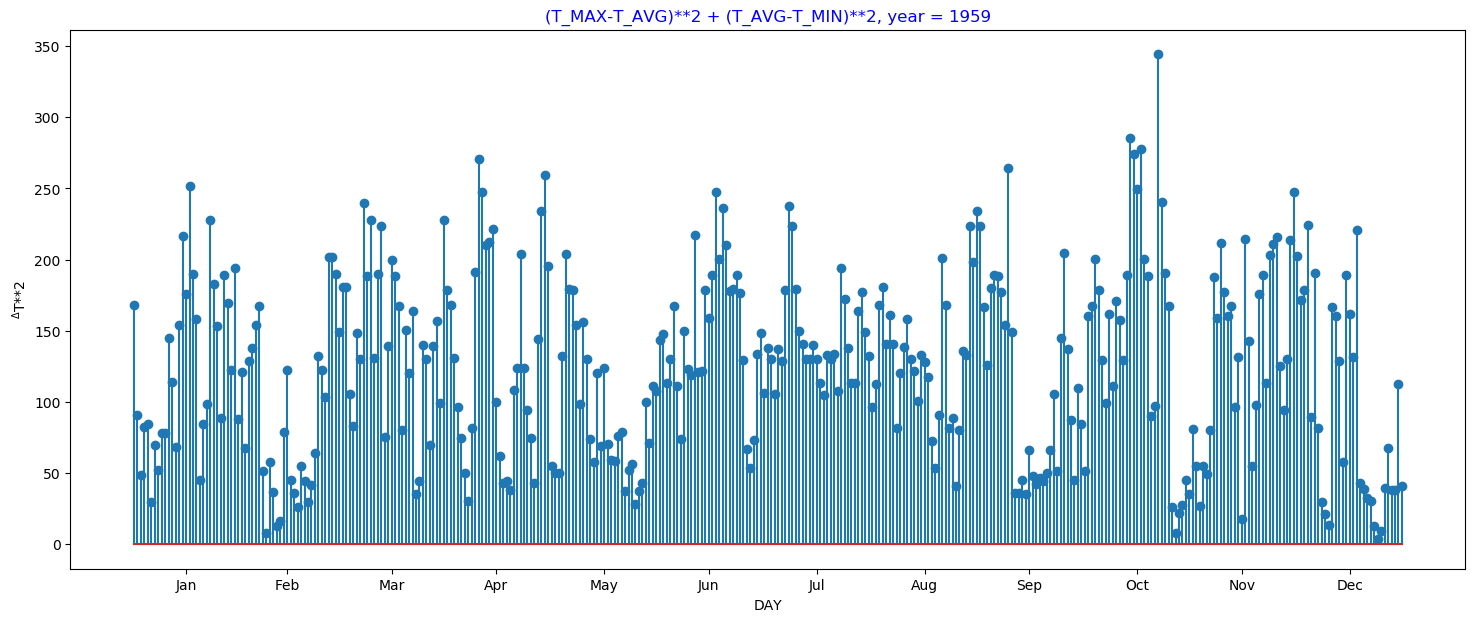 (T_MAX-T_AVG)**2 + (T_AVG-T_MIN)**2, year = 1959
350
300
250
200
150
100
50
0
ΔT**2
Jan Feb Mar Apr May Jun Jul Aug Sep Oct Nov Dec
DAY